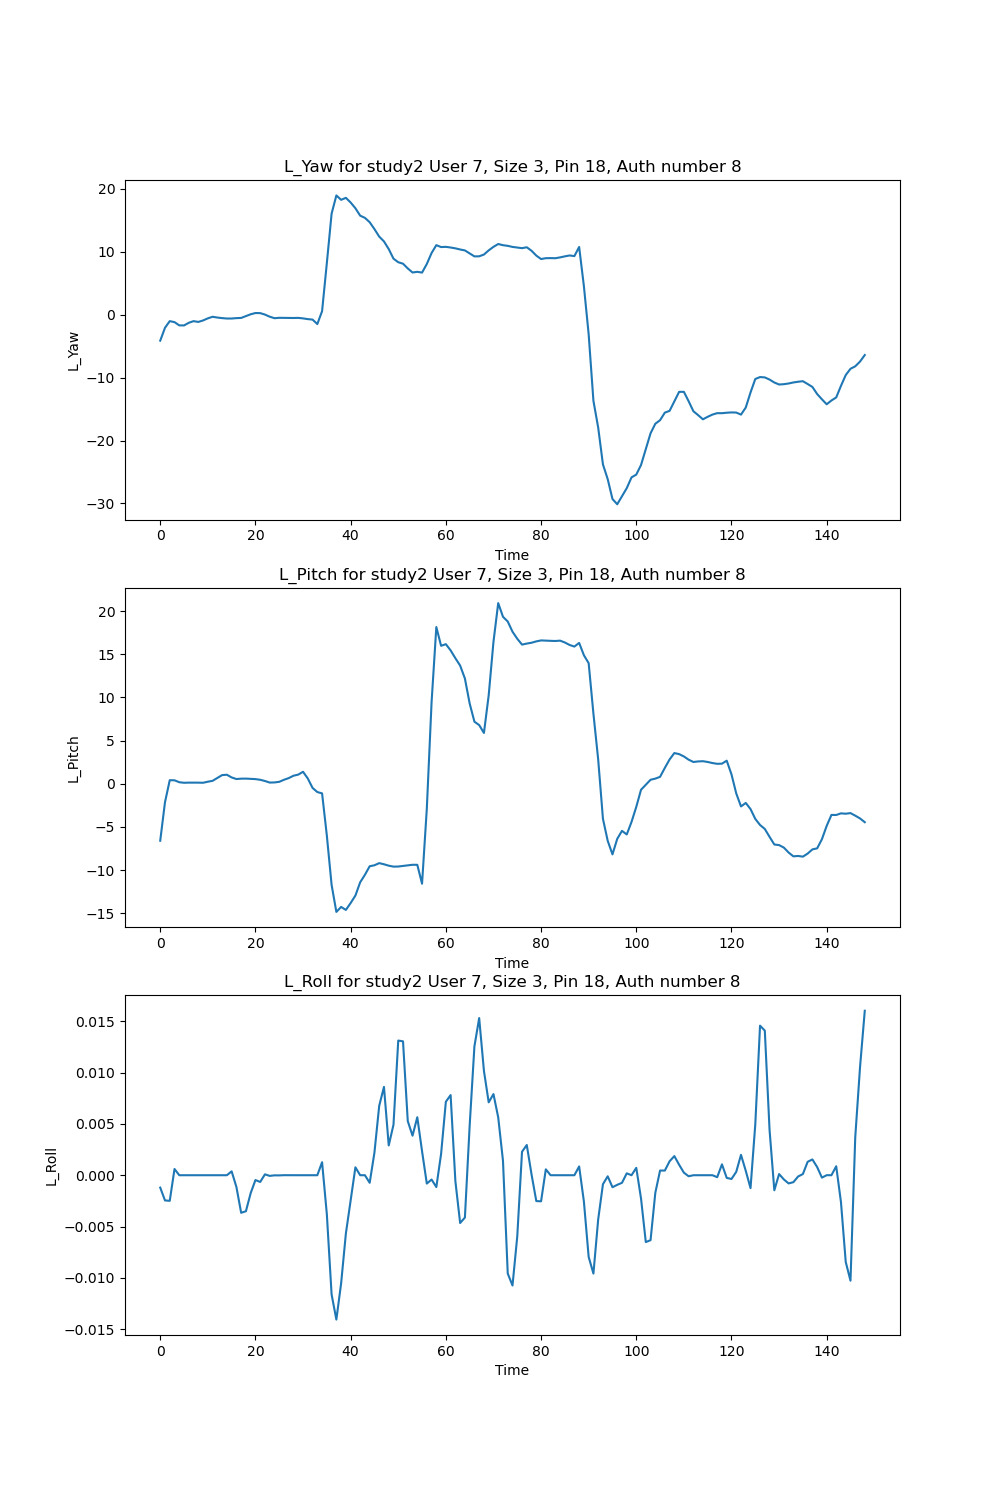 L_Yaw for study2 User 7, Size 3, Pin 18, Auth number 8
20
10
0
−10
−20
−30
L_Yaw
0 20 40 60 80 100 120 140
Time
L_Pitch for study2 User 7, Size 3, Pin 18, Auth number 8
20
15
10
5
0
−5
−10
−15
L_Pitch
0 20 40 60 80 100 120 140
Time
L_Roll for study2 User 7, Size 3, Pin 18, Auth number 8
0.015
0.010
0.005
0.000
−0.005
−0.010
−0.015
L_Roll
0 20 40 60 80 100 120 140
Time